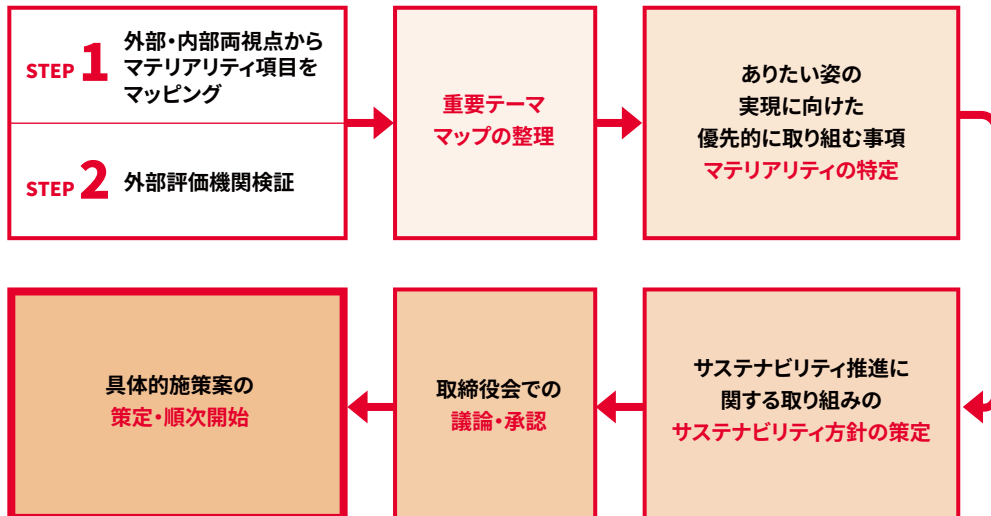 STEP 1
外部・内部両視点から
マテリアリティ項目を
マッピング
STEP 2
外部評価機関検証
重要テーマ
マップの整理
ありたい姿の
実現に向けた
優先的に取り組む事項
マテリアリティの特定
サステナビリティ推進に
関する取り組みの
サステナビリティ方針の策定
取締役会での
議論・承認
具体的施策案の
策定・順次開始